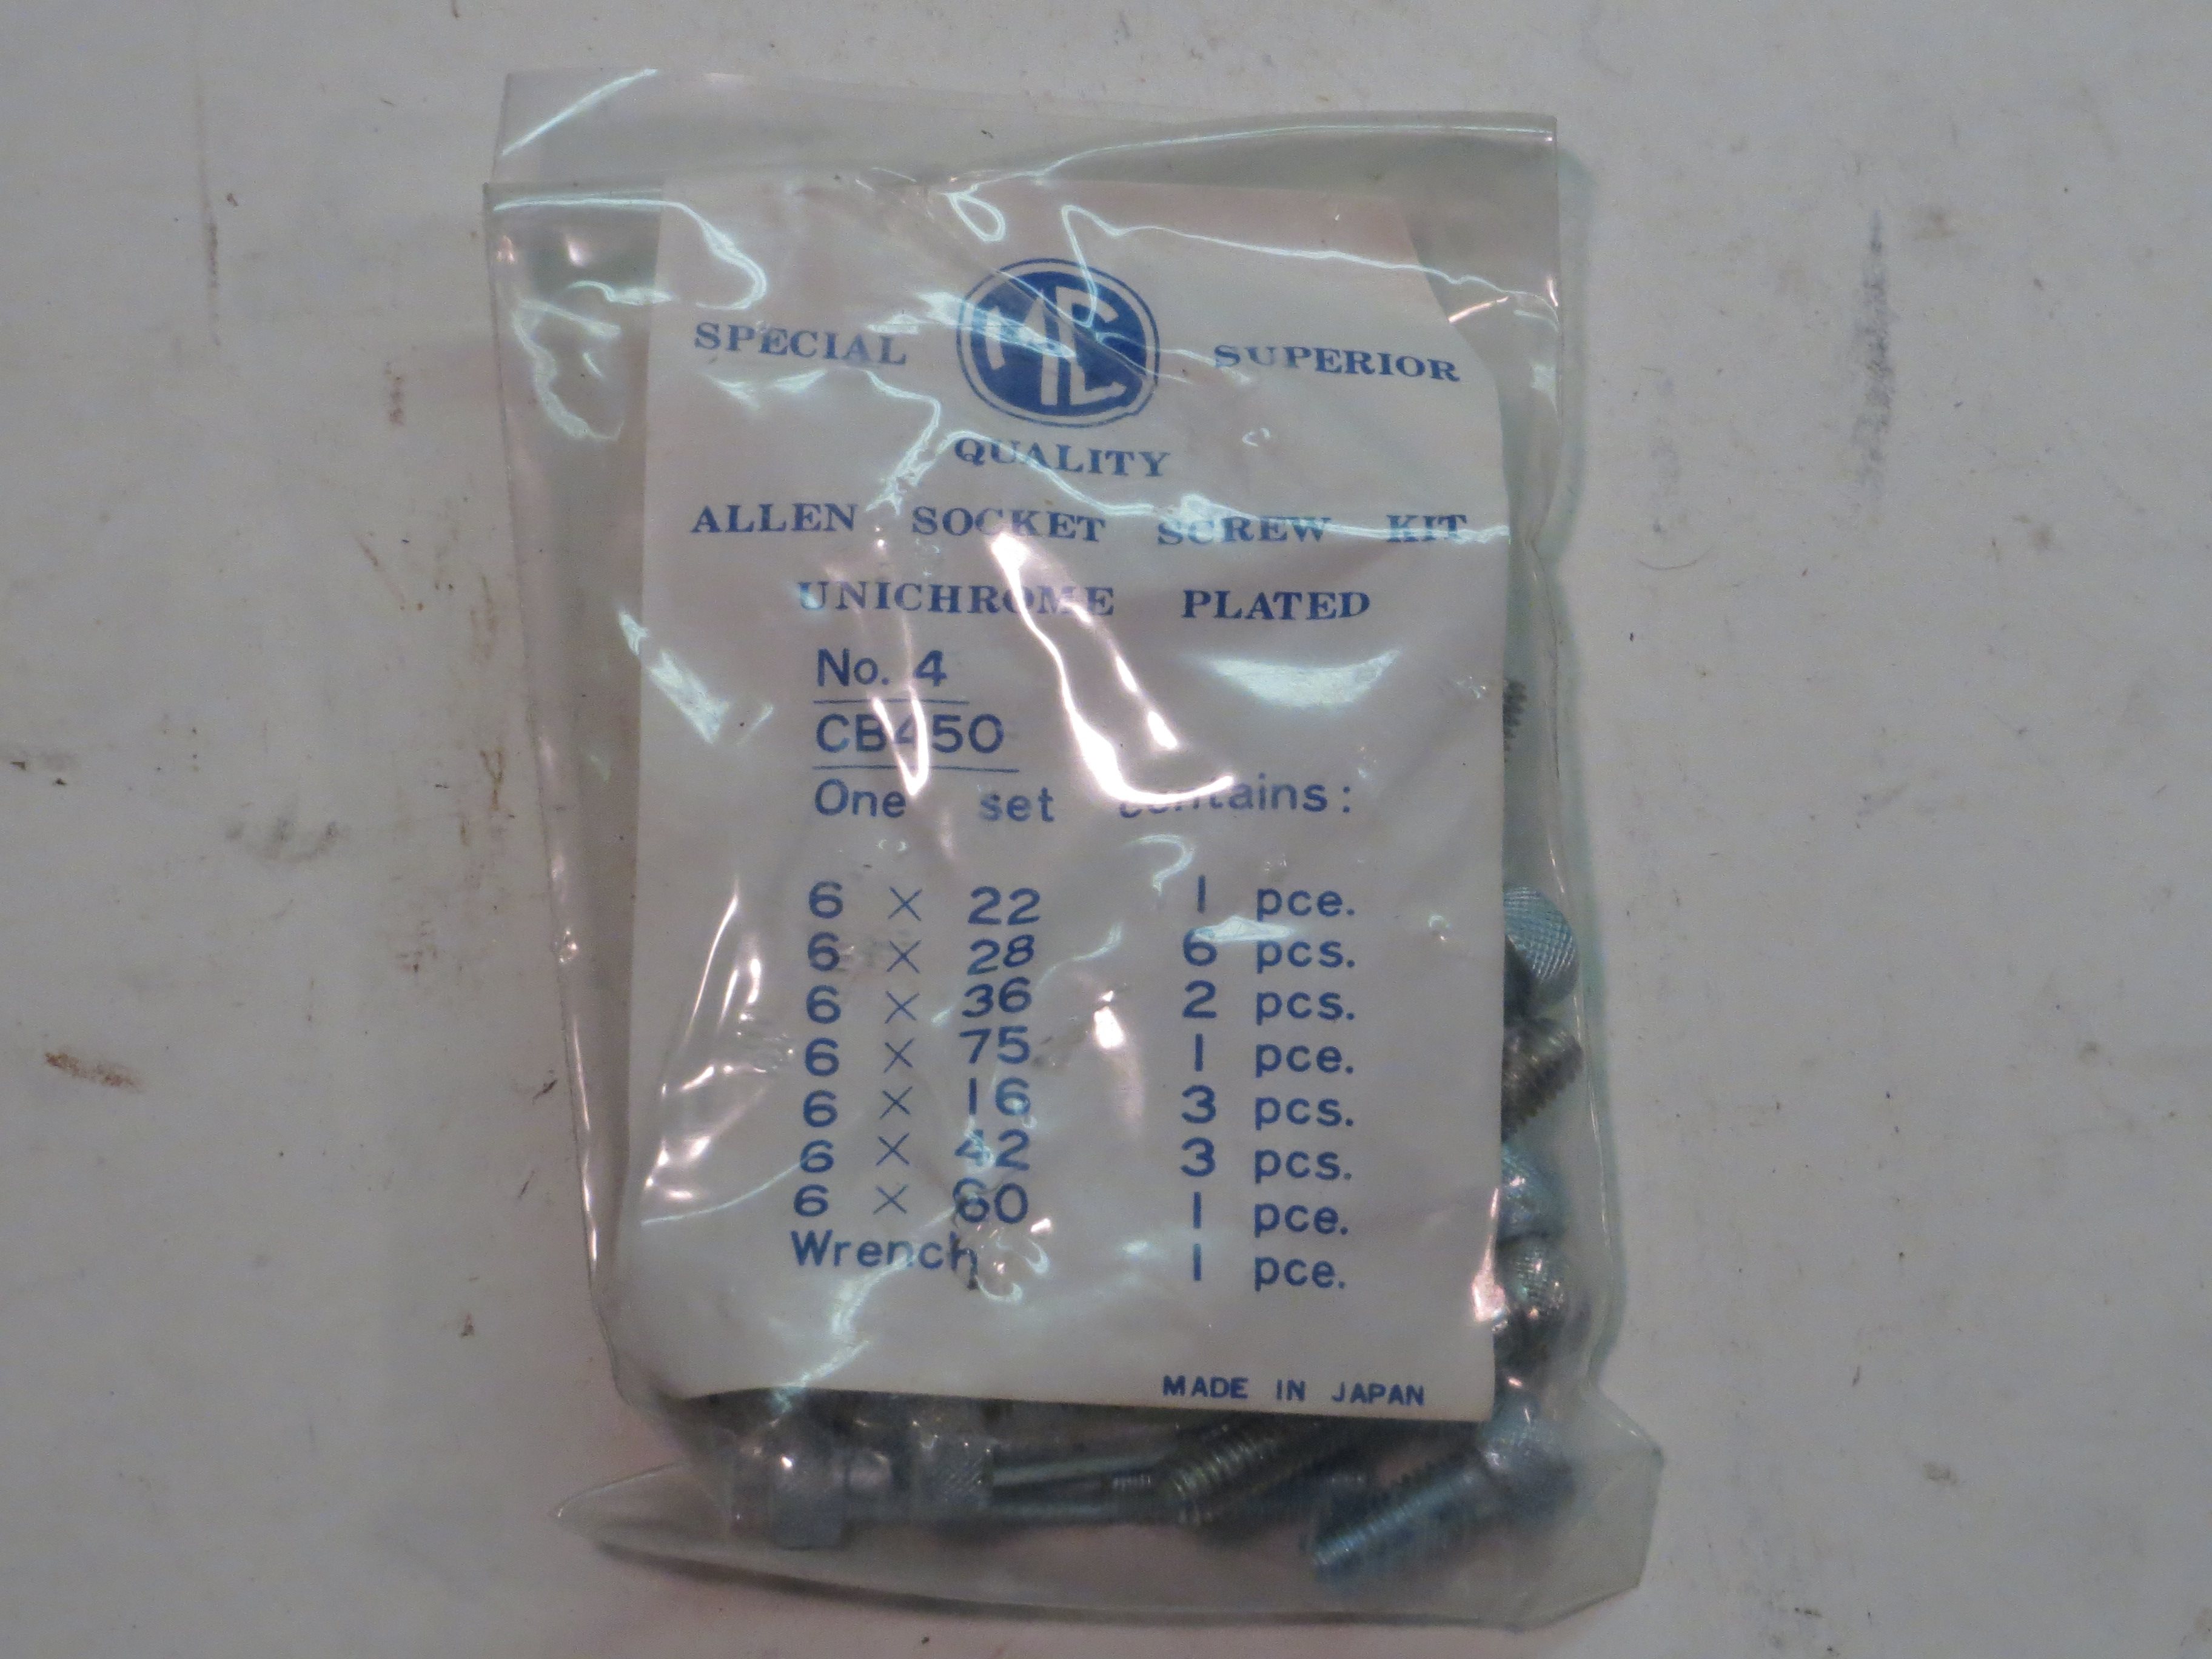 SPECIAL MC SUPERIOR
QUALITY
ALLEN SOCKET SCREW KIT
UNICHROME PLATED
No. 4
CB450
One set contains:
6 × 22 1 pce.
6 × 28 6 pcs.
6 × 36 2 pcs.
6 × 75 1 pce.
6 × 16 3 pcs.
6 × 42 3 pcs.
6 × 60 1 pce.
Wrench 1 pce.
MADE IN JAPAN